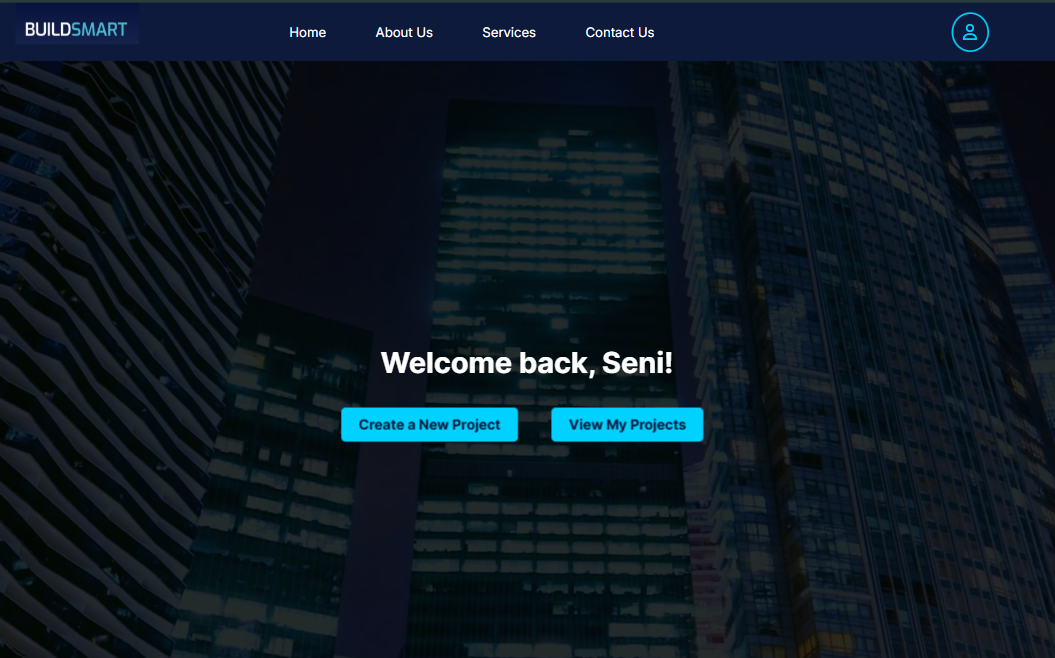 BUILDSMART
Home About Us Services Contact Us
Welcome back, Seni!
Create a New Project View My Projects